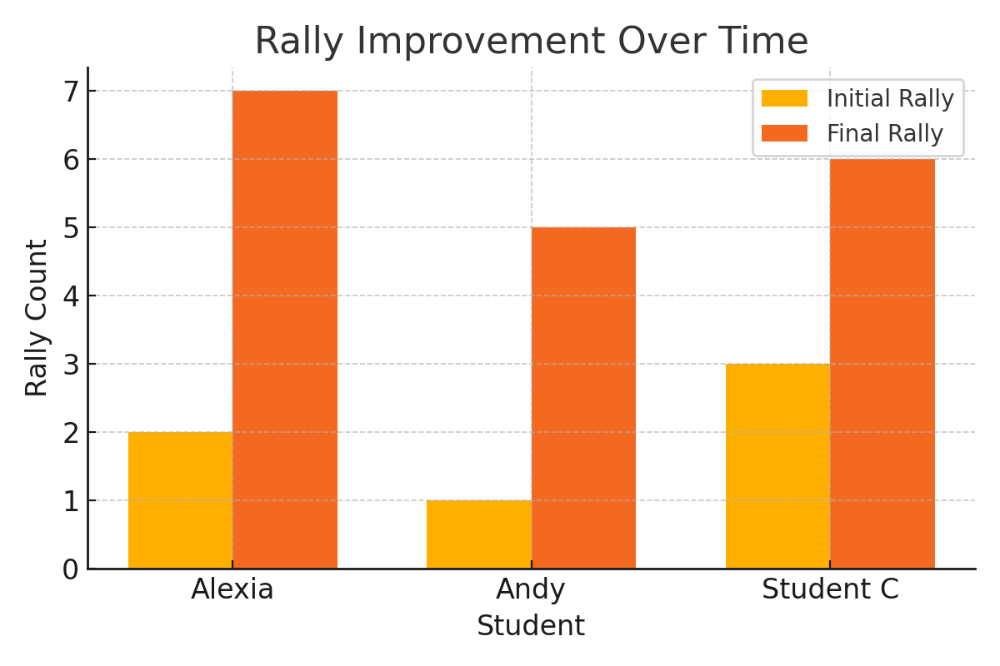 Rally Improvement Over Time
7
6
5
4
3
2
1
0
Rally Count
Initial Rally
Final Rally
Alexia
Andy
Student C
Student